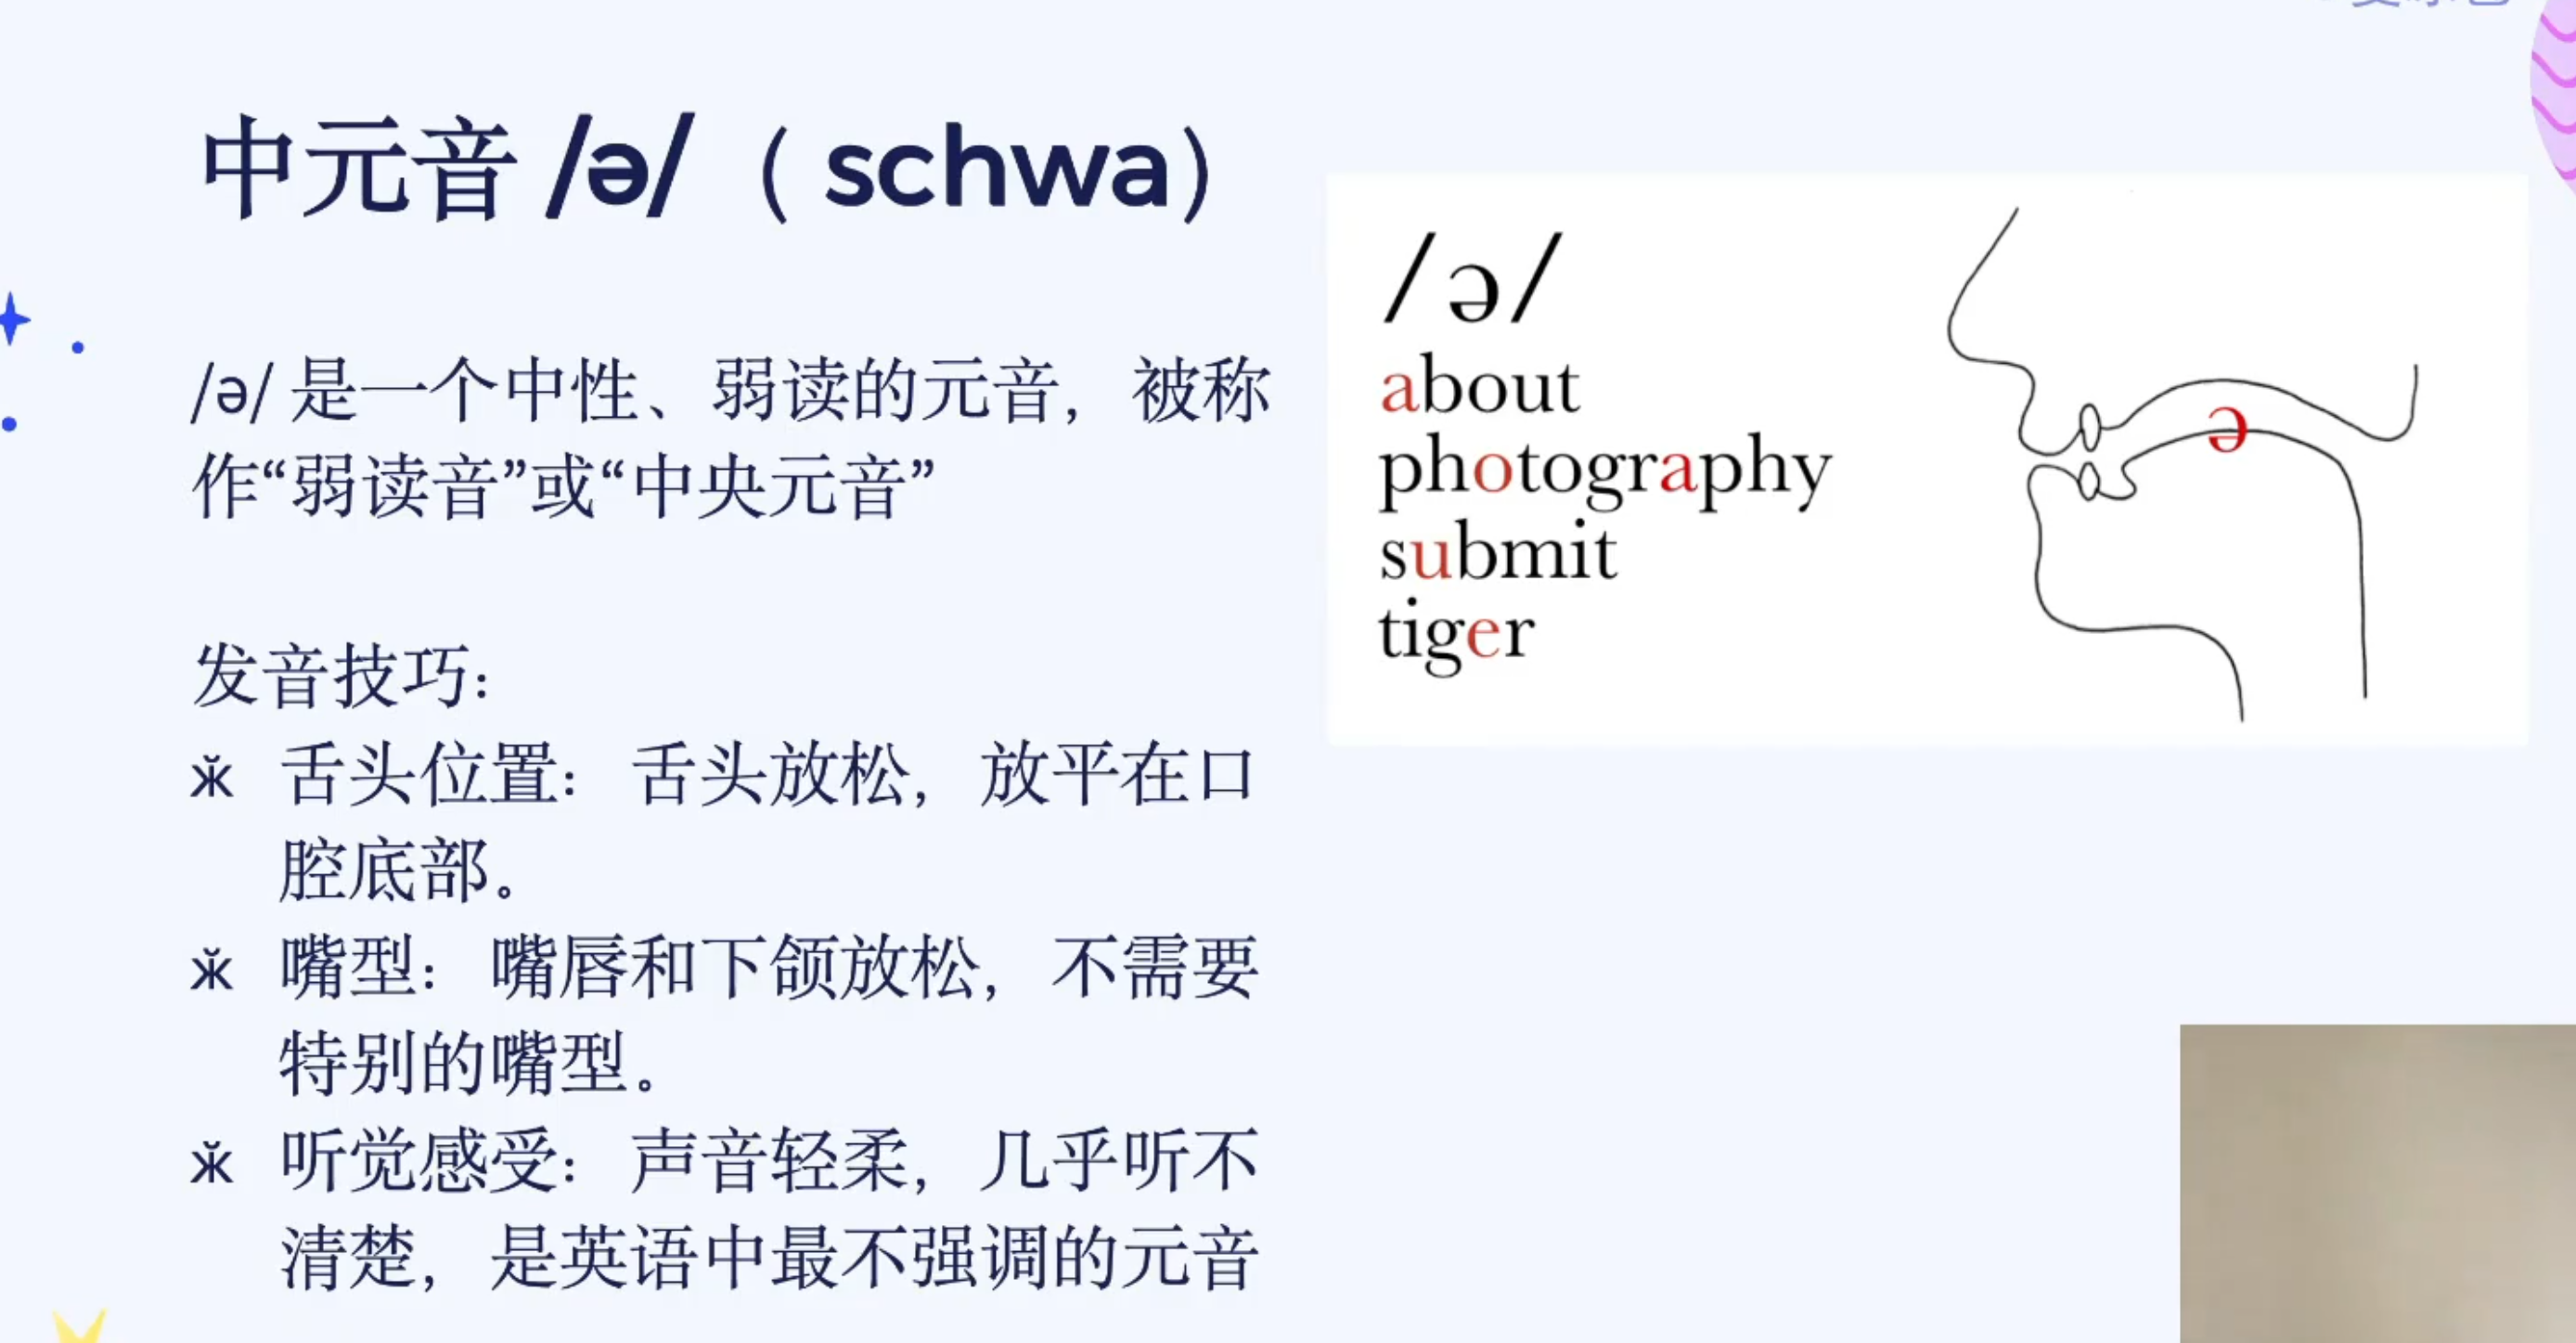 中元音 /ə/（ schwa）
/ə/ 是一个中性、弱读的元音，被称
作“弱读音”或“中央元音”
发音技巧：
ӝ 舌头位置： 舌头放松，放平在口
腔底部。
ӝ 嘴型： 嘴唇和下颌放松，不需要
特别的嘴型。
ӝ 听觉感受： 声音轻柔，几乎听不
清楚，是英语中最不强调的元音
/ə/
about
photography
submit
tiger
ə